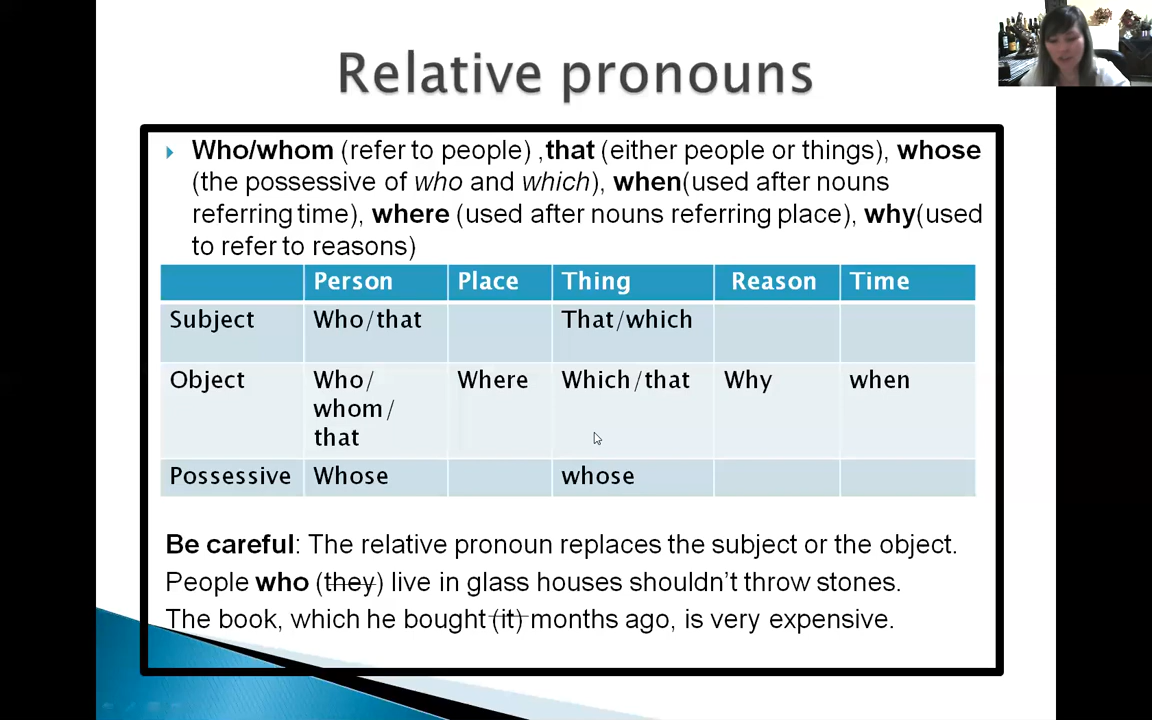 Relative pronouns
Who/whom (refer to people) ,that (either people or things), whose
(the possessive of who and which), when(used after nouns
referring time), where (used after nouns referring place), why(used
to refer to reasons)
Person Place Thing Reason Time
Subject Who/that That/which
Object Who/ whom/ that Where Which/that Why when
Possessive Whose whose
Be careful: The relative pronoun replaces the subject or the object.
People who (they) live in glass houses shouldn't throw stones.
The book, which he bought (it) months ago, is very expensive.